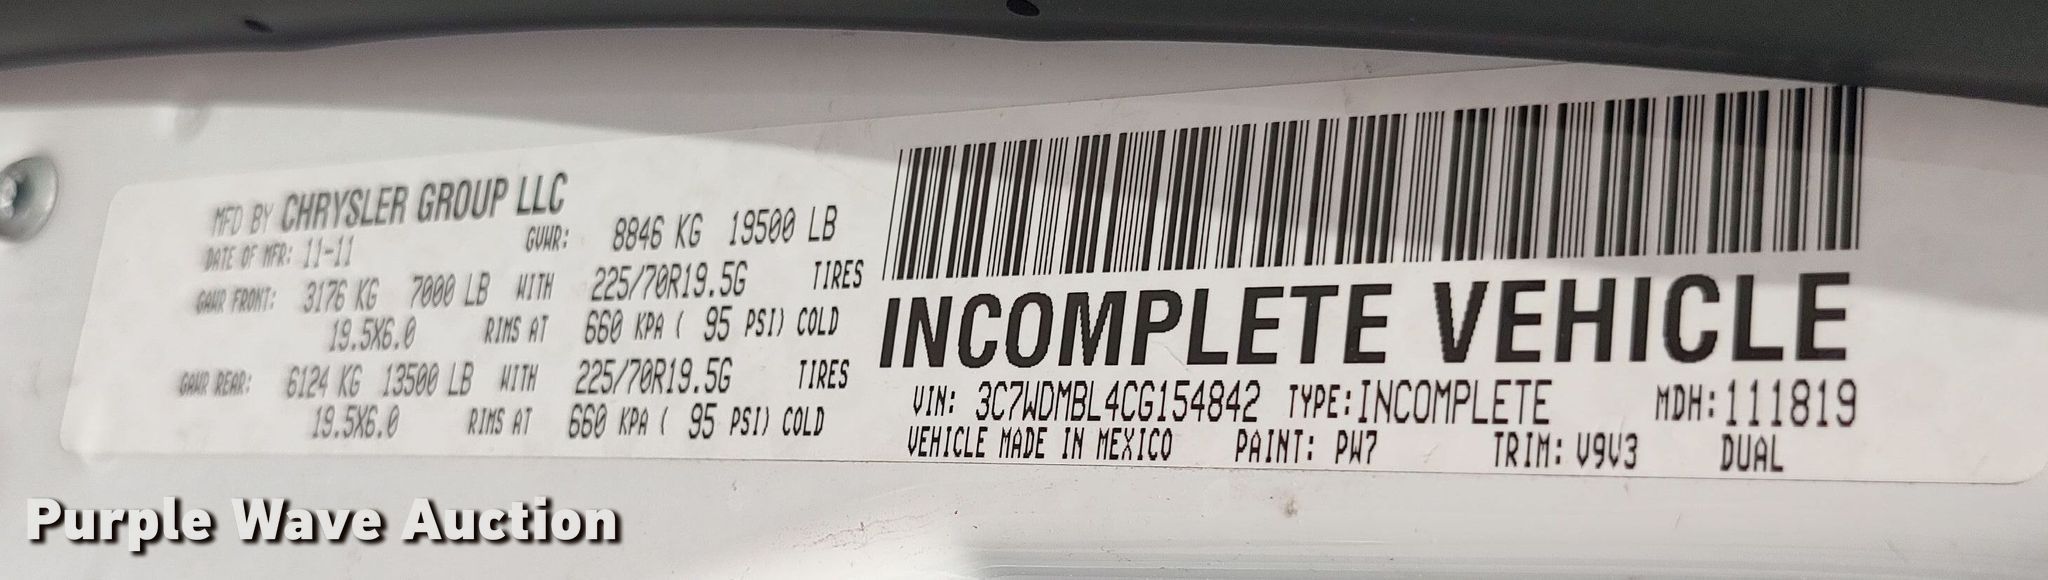 MFD BY CHRYSLER GROUP LLC
DATE OF MFR: 11-11 GVWR: 8846 KG 19500 LB
GAWR FRONT: 3176 KG 7000 LB WITH 225/70R19.5G TIRES
19.5X6.0 RIMS AT 660 KPA ( 95 PSI) COLD
GAWR REAR: 6124 KG 13500 LB WITH 225/70R19.5G TIRES
19.5X6.0 RIMS AT 660 KPA ( 95 PSI) COLD
INCOMPLETE VEHICLE
VIN: 3C7WDMBL4CG154842 TYPE:INCOMPLETE MDH:111819
VEHICLE MADE IN MEXICO PAINT: PW7 TRIM: V9V3 DUAL
Purple Wave Auction